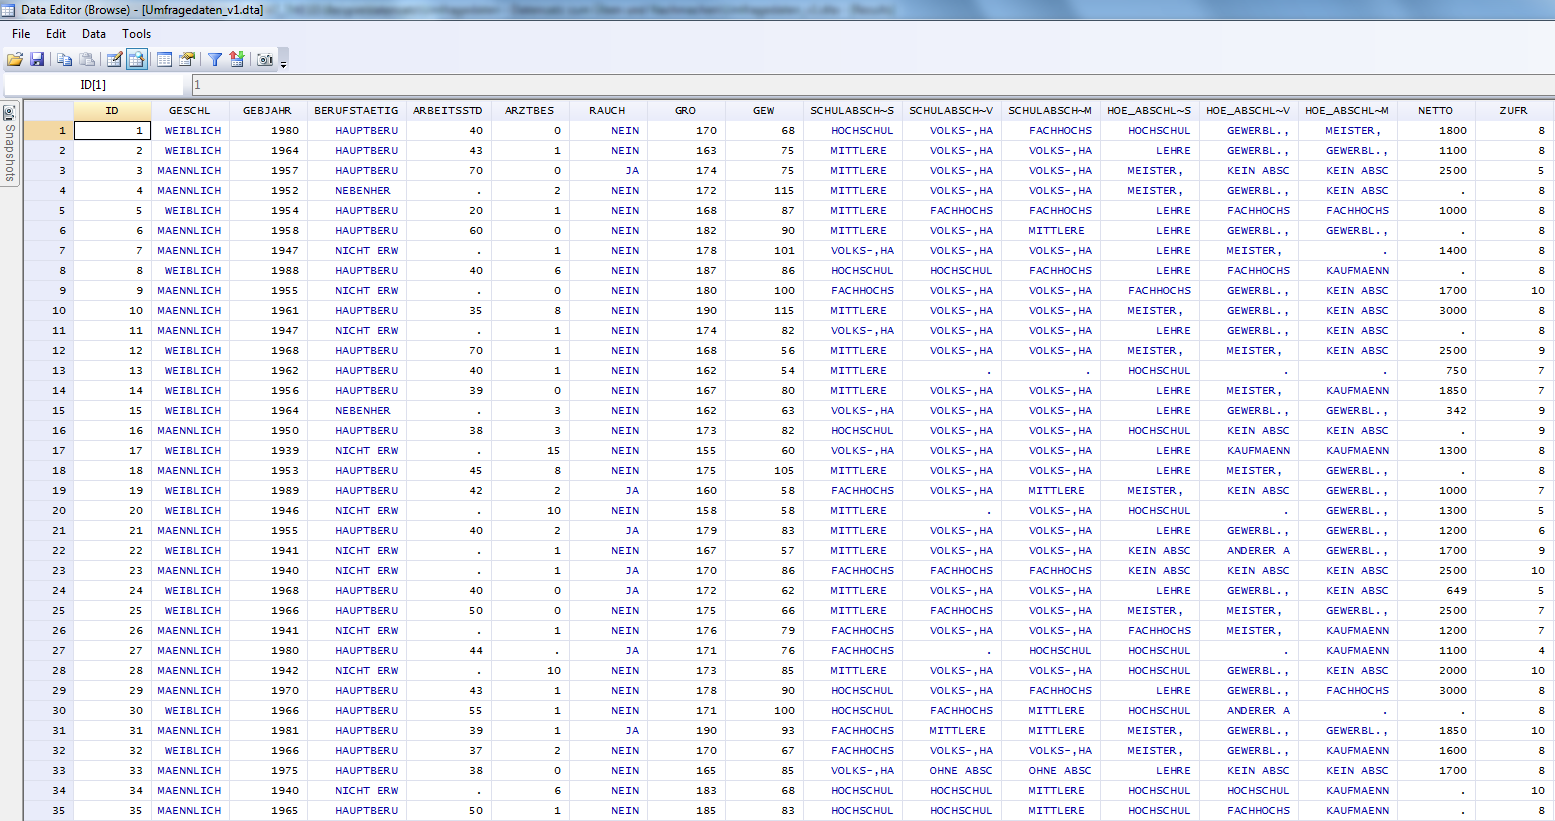 Data Editor (Browse) - [Umfragedaten_v1.dta]
File Edit Data Tools
ID[1] 1
Snapshots
ID GESCHL GEBJAHR BERUFSTAETIG ARBEITSSTD ARZTBES RAUCH GRO GEW SCHULABSCH~S SCHULABSCH~V SCHULABSCH~M HOE_ABSCHL~S HOE_ABSCHL~V HOE_ABSCHL~M NETTO ZUFR
1 1 WEIBLICH 1980 HAUPTBERU 40 0 NEIN 170 68 HOCHSCHUL VOLKS-,HA FACHHOCHS HOCHSCHUL GEWERBL., MEISTER, 1800 8
2 2 WEIBLICH 1964 HAUPTBERU 43 1 NEIN 163 75 MITTLERE VOLKS-,HA VOLKS-,HA LEHRE GEWERBL., GEWERBL., 1100 8
3 3 MAENNLICH 1957 HAUPTBERU 70 0 JA 174 75 MITTLERE VOLKS-,HA VOLKS-,HA MEISTER, KEIN ABSC KEIN ABSC 2500 5
4 4 MAENNLICH 1952 NEBENHER . 2 NEIN 172 115 MITTLERE VOLKS-,HA VOLKS-,HA MEISTER, GEWERBL., KEIN ABSC . 8
5 5 WEIBLICH 1954 HAUPTBERU 20 1 NEIN 168 87 MITTLERE FACHHOCHS FACHHOCHS LEHRE FACHHOCHS FACHHOCHS 1000 8
6 6 MAENNLICH 1958 HAUPTBERU 60 0 NEIN 182 90 MITTLERE VOLKS-,HA MITTLERE LEHRE GEWERBL., GEWERBL., . 8
7 7 MAENNLICH 1947 NICHT ERW . 1 NEIN 178 101 VOLKS-,HA VOLKS-,HA VOLKS-,HA LEHRE MEISTER, . 1400 8
8 8 WEIBLICH 1988 HAUPTBERU 40 6 NEIN 187 86 HOCHSCHUL HOCHSCHUL FACHHOCHS LEHRE FACHHOCHS KAUFMAENN . 8
9 9 MAENNLICH 1955 NICHT ERW . 0 NEIN 180 100 FACHHOCHS VOLKS-,HA VOLKS-,HA FACHHOCHS GEWERBL., KEIN ABSC 1700 10
10 10 MAENNLICH 1961 HAUPTBERU 35 8 NEIN 190 115 MITTLERE VOLKS-,HA VOLKS-,HA MEISTER, GEWERBL., KEIN ABSC 3000 8
11 11 MAENNLICH 1947 NICHT ERW . 1 NEIN 174 82 VOLKS-,HA VOLKS-,HA VOLKS-,HA LEHRE GEWERBL., KEIN ABSC . 8
12 12 WEIBLICH 1968 HAUPTBERU 70 1 NEIN 168 56 MITTLERE VOLKS-,HA VOLKS-,HA MEISTER, MEISTER, KEIN ABSC 2500 9
13 13 WEIBLICH 1962 HAUPTBERU 40 1 NEIN 162 54 MITTLERE . . HOCHSCHUL . . 750 7
14 14 WEIBLICH 1956 HAUPTBERU 39 0 NEIN 167 80 MITTLERE VOLKS-,HA VOLKS-,HA LEHRE MEISTER, KAUFMAENN 1850 7
15 15 WEIBLICH 1964 NEBENHER . 3 NEIN 162 63 VOLKS-,HA VOLKS-,HA VOLKS-,HA LEHRE GEWERBL., GEWERBL., 342 9
16 16 MAENNLICH 1950 HAUPTBERU 38 3 NEIN 173 82 HOCHSCHUL VOLKS-,HA VOLKS-,HA HOCHSCHUL KEIN ABSC KEIN ABSC . 9
17 17 WEIBLICH 1939 NICHT ERW . 15 NEIN 155 60 VOLKS-,HA VOLKS-,HA VOLKS-,HA LEHRE KAUFMAENN KAUFMAENN 1300 8
18 18 MAENNLICH 1953 HAUPTBERU 45 8 NEIN 175 105 MITTLERE VOLKS-,HA VOLKS-,HA LEHRE MEISTER, GEWERBL., . 8
19 19 WEIBLICH 1989 HAUPTBERU 42 2 JA 160 58 FACHHOCHS VOLKS-,HA MITTLERE MEISTER, KEIN ABSC GEWERBL., 1000 7
20 20 WEIBLICH 1946 NICHT ERW . 10 NEIN 158 58 MITTLERE . VOLKS-,HA HOCHSCHUL . GEWERBL., 1300 5
21 21 MAENNLICH 1955 HAUPTBERU 40 2 JA 179 83 MITTLERE VOLKS-,HA VOLKS-,HA LEHRE GEWERBL., GEWERBL., 1200 6
22 22 WEIBLICH 1941 NICHT ERW . 1 NEIN 167 57 MITTLERE VOLKS-,HA VOLKS-,HA KEIN ABSC ANDERER A GEWERBL., 1700 9
23 23 MAENNLICH 1940 NICHT ERW . 1 JA 170 86 FACHHOCHS FACHHOCHS FACHHOCHS KEIN ABSC KEIN ABSC KEIN ABSC 2500 10
24 24 WEIBLICH 1968 HAUPTBERU 40 0 JA 172 62 MITTLERE VOLKS-,HA VOLKS-,HA LEHRE GEWERBL., KEIN ABSC 649 5
25 25 WEIBLICH 1966 HAUPTBERU 50 0 NEIN 175 66 MITTLERE FACHHOCHS VOLKS-,HA MEISTER, MEISTER, GEWERBL., 2500 7
26 26 MAENNLICH 1941 NICHT ERW . 1 NEIN 176 79 FACHHOCHS VOLKS-,HA VOLKS-,HA FACHHOCHS MEISTER, KAUFMAENN 1200 7
27 27 MAENNLICH 1980 HAUPTBERU 44 . JA 171 76 FACHHOCHS . HOCHSCHUL HOCHSCHUL . KAUFMAENN 1100 4
28 28 MAENNLICH 1942 NICHT ERW . 10 NEIN 173 85 MITTLERE VOLKS-,HA VOLKS-,HA HOCHSCHUL GEWERBL., KEIN ABSC 2000 10
29 29 MAENNLICH 1970 HAUPTBERU 43 1 NEIN 178 90 HOCHSCHUL VOLKS-,HA FACHHOCHS LEHRE GEWERBL., FACHHOCHS 3000 8
30 30 WEIBLICH 1966 HAUPTBERU 55 1 NEIN 171 100 HOCHSCHUL FACHHOCHS MITTLERE HOCHSCHUL ANDERER A . . 8
31 31 MAENNLICH 1981 HAUPTBERU 39 1 JA 190 93 FACHHOCHS MITTLERE MITTLERE MEISTER, GEWERBL., GEWERBL., 1850 10
32 32 WEIBLICH 1966 HAUPTBERU 37 2 NEIN 170 67 FACHHOCHS VOLKS-,HA VOLKS-,HA MEISTER, GEWERBL., KAUFMAENN 1600 8
33 33 MAENNLICH 1975 HAUPTBERU 38 0 NEIN 165 85 VOLKS-,HA OHNE ABSC OHNE ABSC LEHRE KEIN ABSC KEIN ABSC 1700 8
34 34 MAENNLICH 1940 NICHT ERW . 6 NEIN 183 68 HOCHSCHUL HOCHSCHUL MITTLERE HOCHSCHUL HOCHSCHUL KAUFMAENN . 10
35 35 MAENNLICH 1965 HAUPTBERU 50 1 NEIN 185 83 HOCHSCHUL HOCHSCHUL MITTLERE HOCHSCHUL FACHHOCHS KAUFMAENN . 8